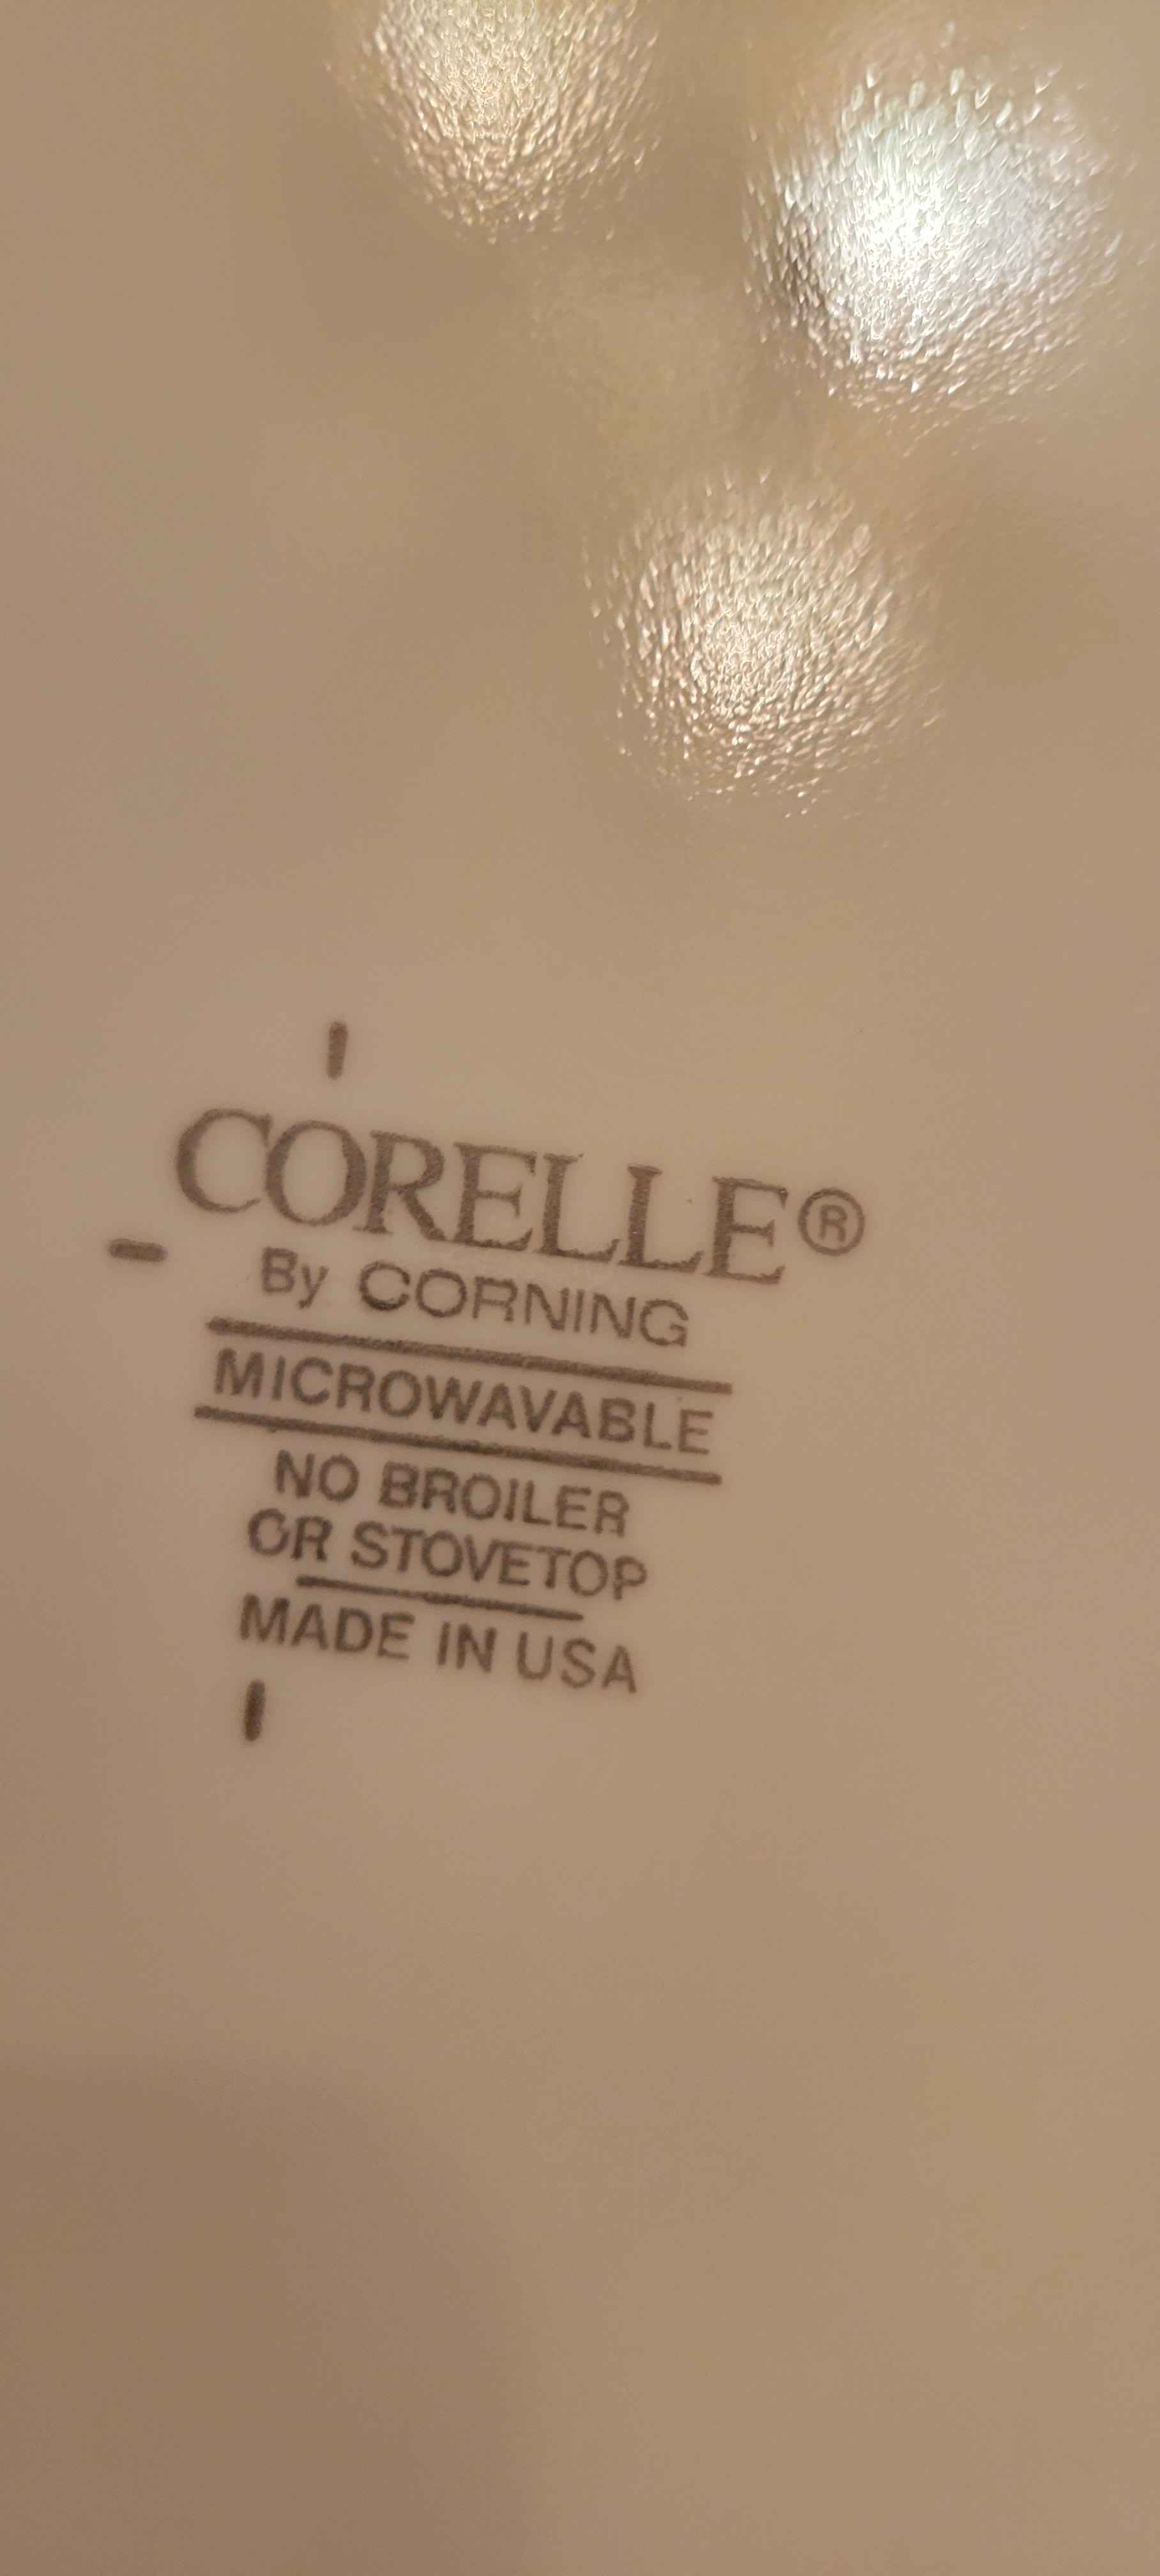 CORELLE®
By CORNING
MICROWAVABLE
NO BROILER
OR STOVETOP
MADE IN USA